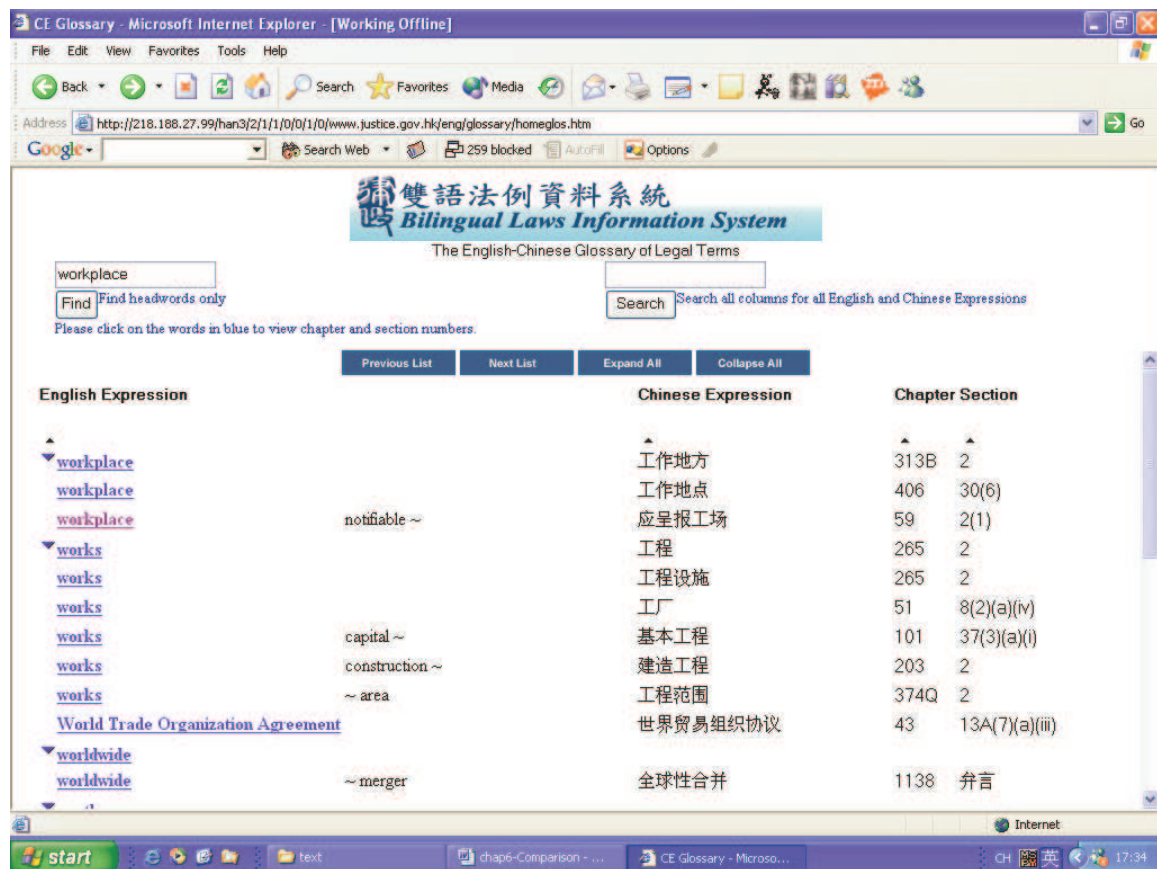 CE Glossary - Microsoft Internet Explorer - [Working Offline]
File Edit View Favorites Tools Help
Back Search Favorites Media
Address http://218.188.27.99/han3/2/1/1/0/0/1/0/www.justice.gov.hk/eng/glossary/homeglos.htm Go
Google Search Web 259 blocked AutoFill Options
雙語法例資料系統
Bilingual Laws Information System
The English-Chinese Glossary of Legal Terms
workplace
Find Find headwords only Search Search all columns for all English and Chinese Expressions
Please click on the words in blue to view chapter and section numbers.
Previous List Next List Expand All Collapse All
English Expression Chinese Expression Chapter Section
workplace 工作地方 313B 2
workplace 工作地点 406 30(6)
workplace notifiable ~ 应呈报工场 59 2(1)
works 工程 265 2
works 工程设施 265 2
works 工厂 51 8(2)(a)(iv)
works capital ~ 基本工程 101 37(3)(a)(i)
works construction ~ 建造工程 203 2
works ~ area 工程范围 374Q 2
World Trade Organization Agreement 世界贸易组织协议 43 13A(7)(a)(iii)
worldwide
worldwide ~ merger 全球性合并 1138 弁言
Internet
start text chap6-Comparison - ... CE Glossary - Microso... CH 英 17:34